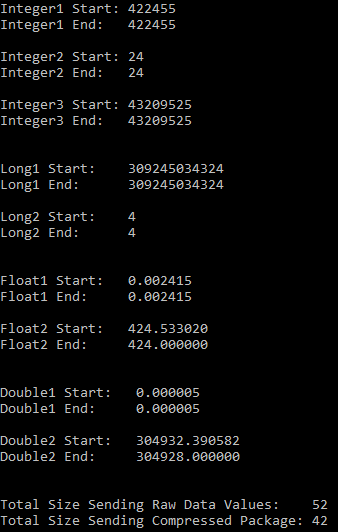 Integer1 Start: 422455
Integer1 End: 422455
Integer2 Start: 24
Integer2 End: 24
Integer3 Start: 43209525
Integer3 End: 43209525
Long1 Start: 309245034324
Long1 End: 309245034324
Long2 Start: 4
Long2 End: 4
Float1 Start: 0.002415
Float1 End: 0.002415
Float2 Start: 424.533020
Float2 End: 424.000000
Double1 Start: 0.000005
Double1 End: 0.000005
Double2 Start: 304932.390582
Double2 End: 304928.000000
Total Size Sending Raw Data Values: 52
Total Size Sending Compressed Package: 42